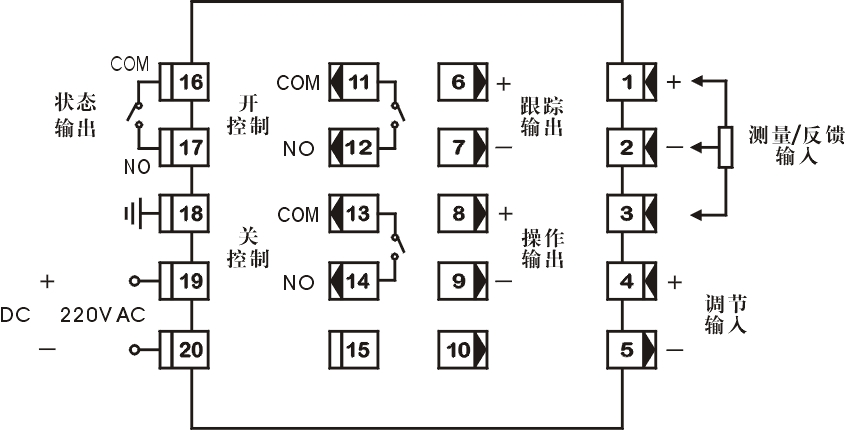 COM
16
状态
输出
17
NO
18
+
19
DC 220V AC
—
20
开
控制
COM
11
NO
12
关
控制
COM
13
NO
14
15
6
+
跟踪
输出
7
—
8
+
操作
输出
9
—
10
1
+
2
—
测量/反馈
输入
3
4
+
调节
输入
5
—